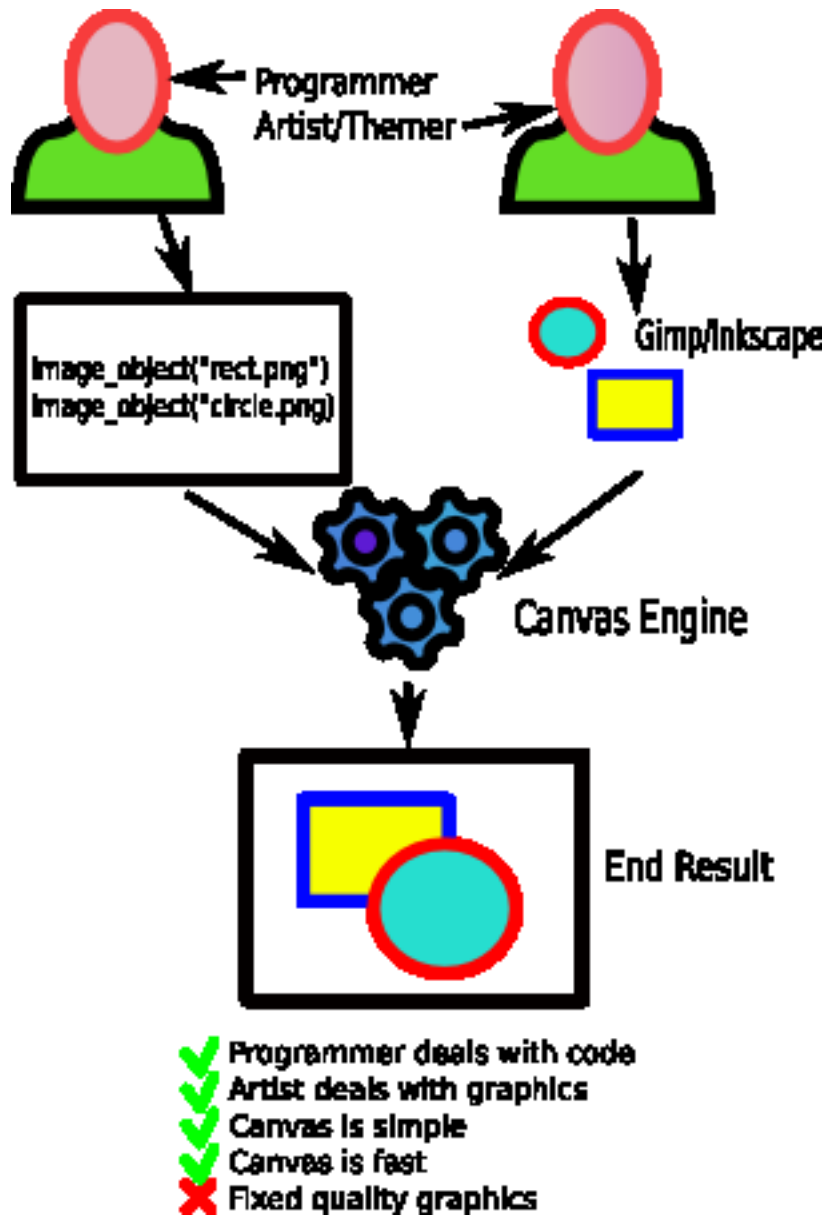 Programmer
Artist/Themer
Image_object("rect.png")
Image_object("circle.png)
Gimp/Inkscape
Canvas Engine
End Result
Programmer deals with code
Artist deals with graphics
Canvas is simple
Canvas is fast
Fixed quality graphics